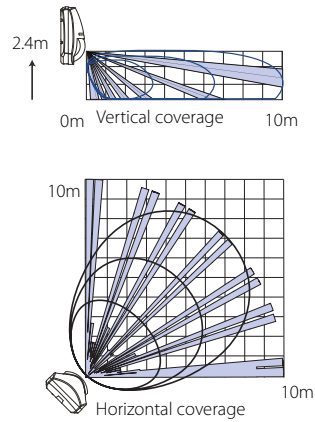 2.4m
0m
Vertical coverage
10m
10m
10m
Horizontal coverage